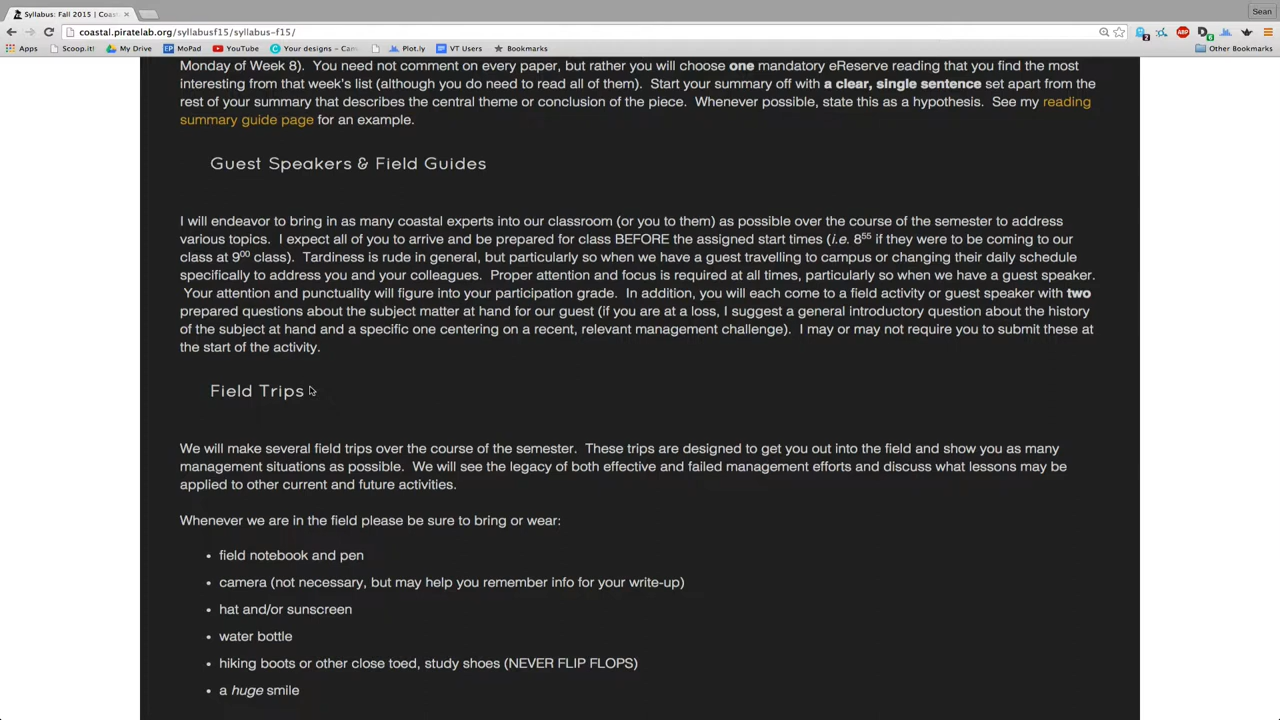 Syllabus: Fall 2015 | Coas
Sean
coastal.piratelab.org/syllabusf15/syllabus-f15/
Apps Scoop.it! My Drive MoPad YouTube Your designs - Can Plot.ly VT Users Bookmarks Other Bookmarks
Monday of Week 8). You need not comment on every paper, but rather you will choose one mandatory eReserve reading that you find the most
interesting from that week's list (although you do need to read all of them). Start your summary off with a clear, single sentence set apart from the
rest of your summary that describes the central theme or conclusion of the piece. Whenever possible, state this as a hypothesis. See my reading
summary guide page for an example.
Guest Speakers & Field Guides
I will endeavor to bring in as many coastal experts into our classroom (or you to them) as possible over the course of the semester to address
various topics. I expect all of you to arrive and be prepared for class BEFORE the assigned start times (i.e. 8⁵⁵ if they were to be coming to our
class at 9⁰⁰ class). Tardiness is rude in general, but particularly so when we have a guest travelling to campus or changing their daily schedule
specifically to address you and your colleagues. Proper attention and focus is required at all times, particularly so when we have a guest speaker.
Your attention and punctuality will figure into your participation grade. In addition, you will each come to a field activity or guest speaker with two
prepared questions about the subject matter at hand for our guest (if you are at a loss, I suggest a general introductory question about the history
of the subject at hand and a specific one centering on a recent, relevant management challenge). I may or may not require you to submit these at
the start of the activity.
Field Trips
We will make several field trips over the course of the semester. These trips are designed to get you out into the field and show you as many
management situations as possible. We will see the legacy of both effective and failed management efforts and discuss what lessons may be
applied to other current and future activities.
Whenever we are in the field please be sure to bring or wear:
• field notebook and pen
• camera (not necessary, but may help you remember info for your write-up)
• hat and/or sunscreen
• water bottle
• hiking boots or other close toed, study shoes (NEVER FLIP FLOPS)
• a huge smile